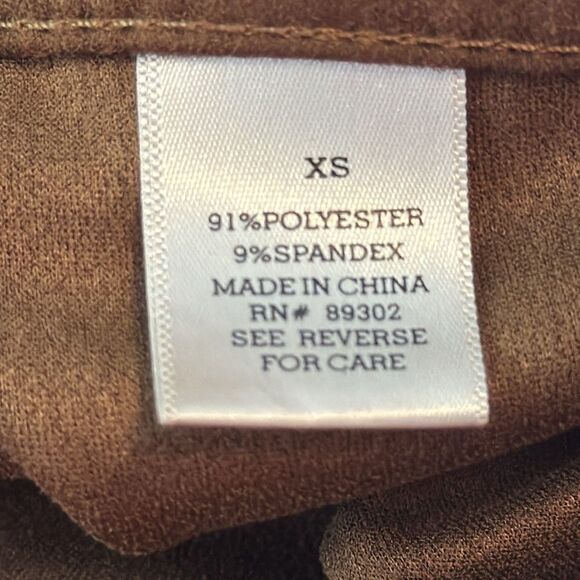 XS
91%POLYESTER
9%SPANDEX
MADE IN CHINA
RN# 89302
SEE REVERSE
FOR CARE